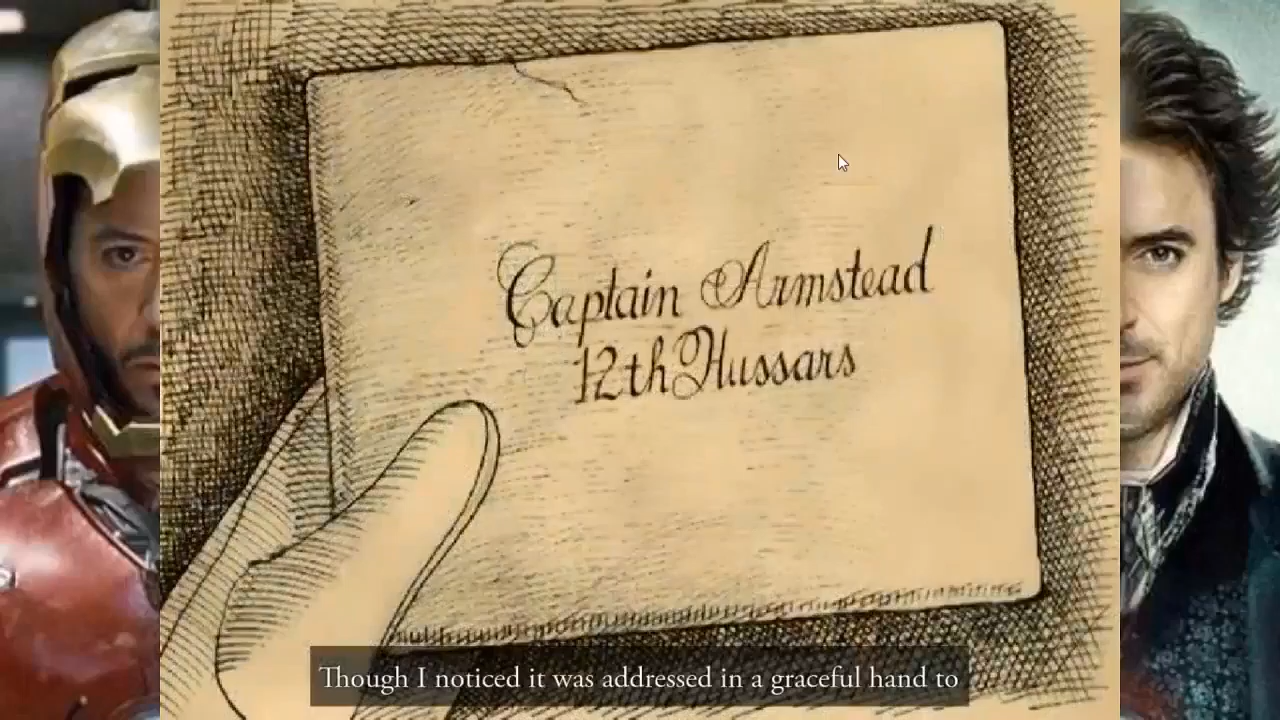 Captain Armstead
12th Hussars
Though I noticed it was addressed in a graceful hand to